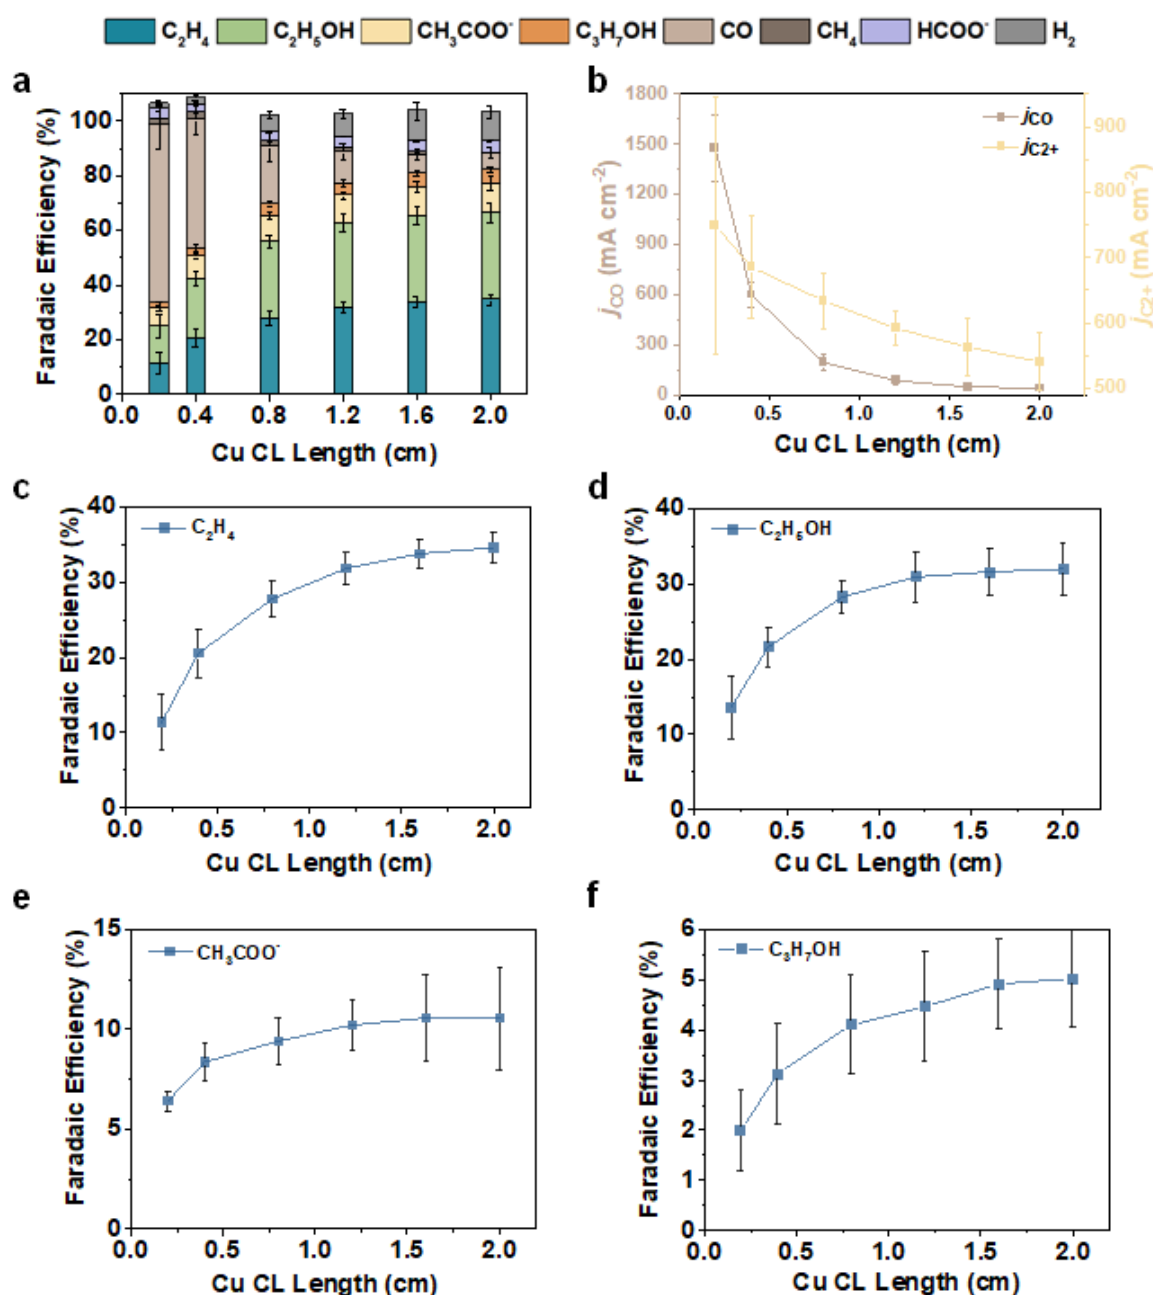 C₂H₄ C₂H₅OH CH₃COO⁻ C₃H₇OH CO CH₄ HCOO⁻ H₂
a
Faradaic Efficiency (%)
100
80
60
40
20
0
0.0 0.4 0.8 1.2 1.6 2.0
Cu CL Length (cm)
b
jCO (mA cm⁻²)
1800
1500
1200
900
600
300
0
jCO
jC2+
900
800
700
600
500
jC2+ (mA cm⁻²)
0.0 0.5 1.0 1.5 2.0
Cu CL Length (cm)
c
Faradaic Efficiency (%)
40
30
20
10
0
C₂H₄
0.0 0.5 1.0 1.5 2.0
Cu CL Length (cm)
d
Faradaic Efficiency (%)
40
30
20
10
0
C₂H₅OH
0.0 0.5 1.0 1.5 2.0
Cu CL Length (cm)
e
Faradaic Efficiency (%)
15
10
5
0
CH₃COO⁻
0.0 0.5 1.0 1.5 2.0
Cu CL Length (cm)
f
Faradaic Efficiency (%)
6
5
4
3
2
1
0
C₃H₇OH
0.0 0.5 1.0 1.5 2.0
Cu CL Length (cm)